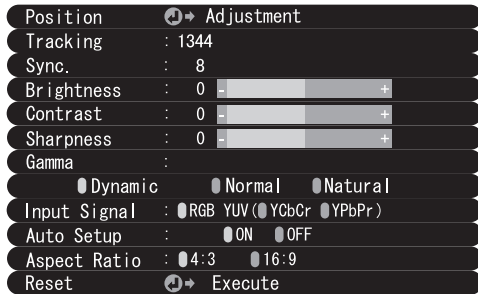 Position Adjustment
Tracking : 1344
Sync. : 8
Brightness : 0 - +
Contrast : 0 - +
Sharpness : 0 - +
Gamma :
Dynamic Normal Natural
Input Signal : RGB YUV( YCbCr YPbPr)
Auto Setup : ON OFF
Aspect Ratio : 4:3 16:9
Reset Execute